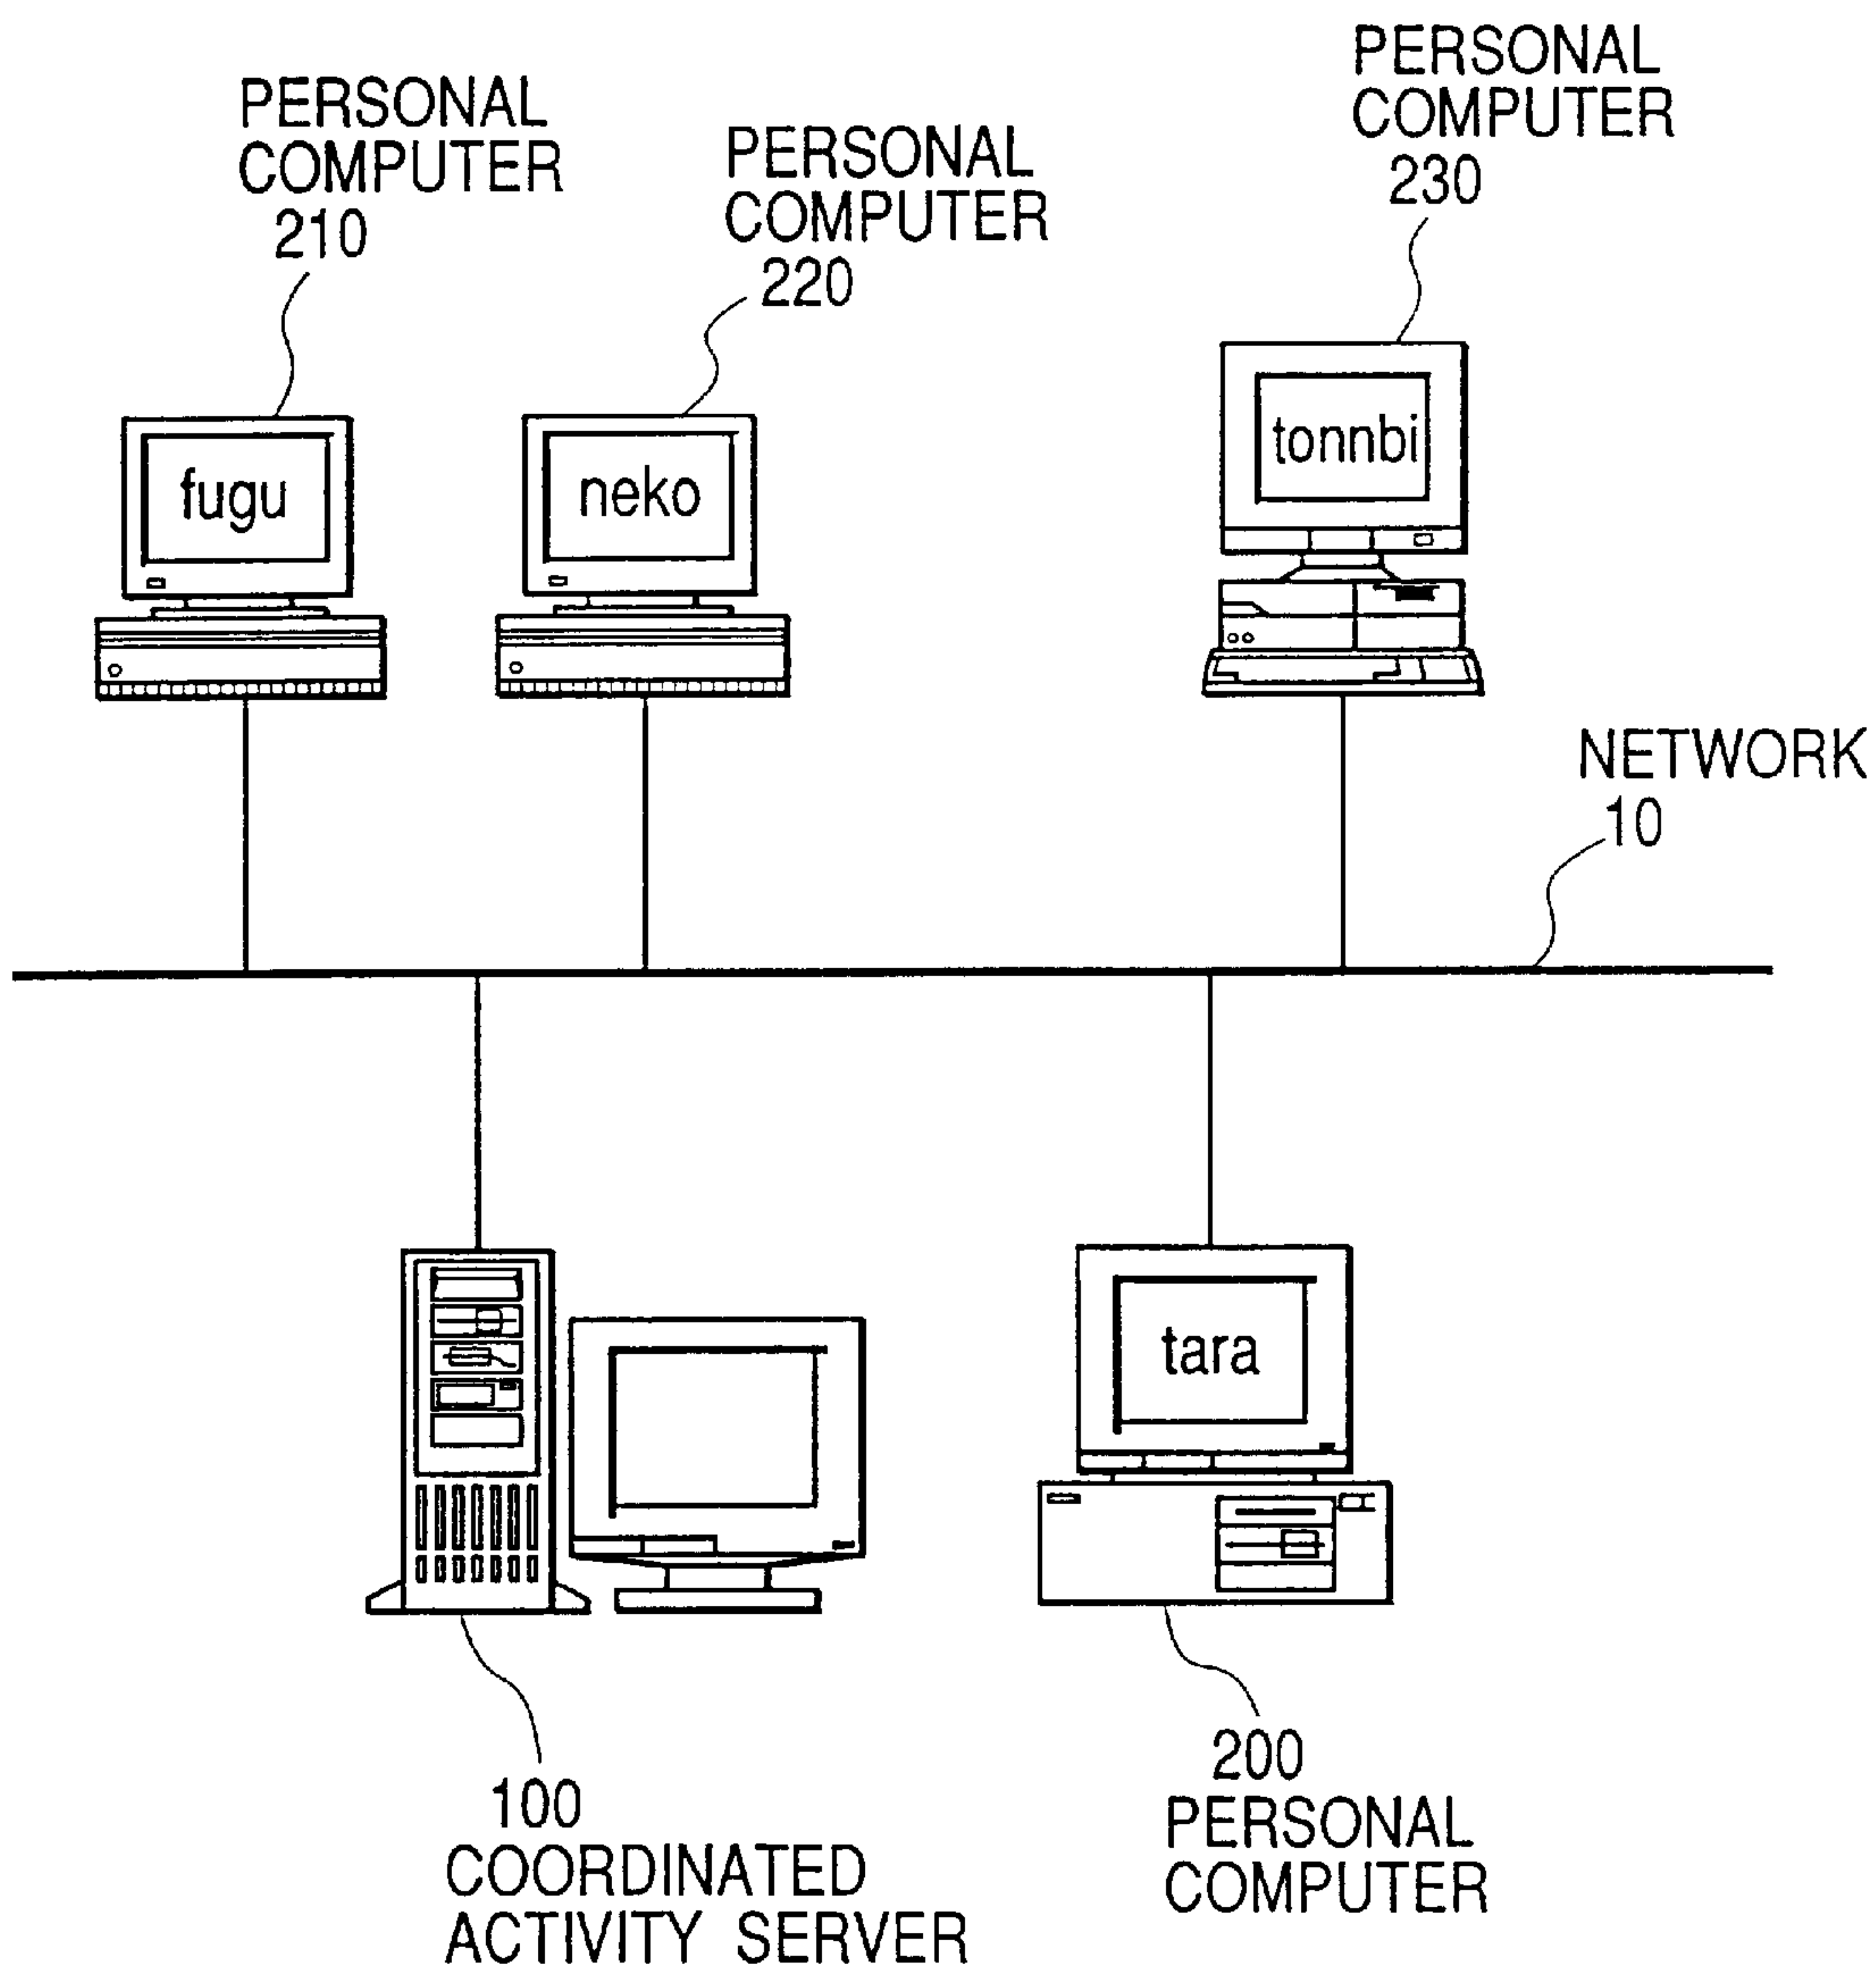 PERSONAL
COMPUTER
210
PERSONAL
COMPUTER
220
PERSONAL
COMPUTER
230
fugu
neko
tonnbi
NETWORK
10
tara
100
COORDINATED
ACTIVITY SERVER
200
PERSONAL
COMPUTER